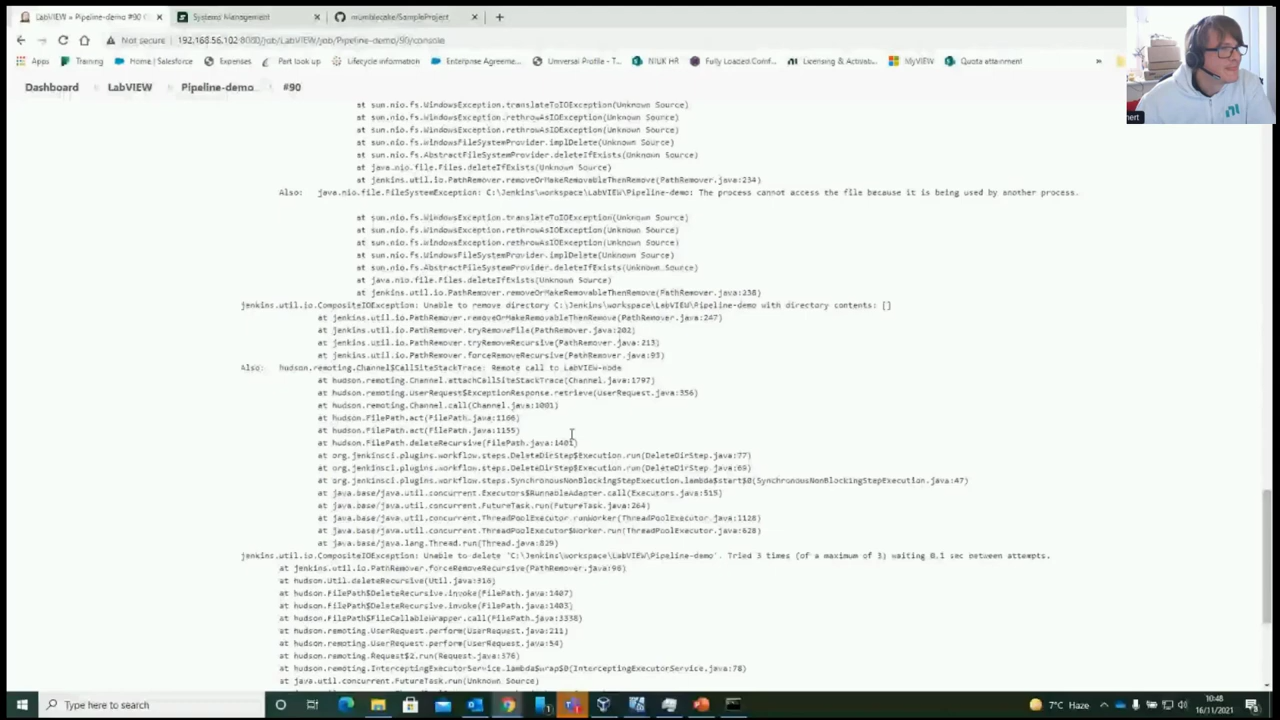 LabVIEW » Pipeline-demo #90 C
Systems Management
mumblecake/SampleProject
Not secure
192.168.56.102:8080/job/LabVIEW/job/Pipeline-demo/90/console
Apps
Training
Home | Salesforce
Expenses
Part look up
Lifecycle information
Enterprise Agreeme...
Universal Profile - T...
NIUK HR
Fully Loaded Conf...
Licensing & Activat...
MyVIEW
Quota attainment
»
Dashboard
LabVIEW
Pipeline-demo
#90
at sun.nio.fs.WindowsException.translateToIOException(Unknown Source)
at sun.nio.fs.WindowsException.rethrowAsIOException(Unknown Source)
at sun.nio.fs.WindowsException.rethrowAsIOException(Unknown Source)
at sun.nio.fs.WindowsFileSystemProvider.implDelete(Unknown Source)
at sun.nio.fs.AbstractFileSystemProvider.deleteIfExists(Unknown Source)
at java.nio.file.Files.deleteIfExists(Unknown Source)
at jenkins.util.io.PathRemover.removeOrMakeRemovableThenRemove(PathRemover.java:234)
Also: java.nio.file.FileSystemException: C:\Jenkins\workspace\LabVIEW\Pipeline-demo: The process cannot access the file because it is being used by another process.
at sun.nio.fs.WindowsException.translateToIOException(Unknown Source)
at sun.nio.fs.WindowsException.rethrowAsIOException(Unknown Source)
at sun.nio.fs.WindowsException.rethrowAsIOException(Unknown Source)
at sun.nio.fs.WindowsFileSystemProvider.implDelete(Unknown Source)
at sun.nio.fs.AbstractFileSystemProvider.deleteIfExists(Unknown Source)
at java.nio.file.Files.deleteIfExists(Unknown Source)
at jenkins.util.io.PathRemover.removeOrMakeRemovableThenRemove(PathRemover.java:238)
jenkins.util.io.CompositeIOException: Unable to remove directory C:\Jenkins\workspace\LabVIEW\Pipeline-demo with directory contents: []
at jenkins.util.io.PathRemover.removeOrMakeRemovableThenRemove(PathRemover.java:247)
at jenkins.util.io.PathRemover.tryRemoveFile(PathRemover.java:202)
at jenkins.util.io.PathRemover.tryRemoveRecursive(PathRemover.java:213)
at jenkins.util.io.PathRemover.forceRemoveRecursive(PathRemover.java:93)
Also: hudson.remoting.Channel$CallSiteStackTrace: Remote call to LabVIEW-node
at hudson.remoting.Channel.attachCallSiteStackTrace(Channel.java:1797)
at hudson.remoting.UserRequest$ExceptionResponse.retrieve(UserRequest.java:356)
at hudson.remoting.Channel.call(Channel.java:1001)
at hudson.FilePath.act(FilePath.java:1166)
at hudson.FilePath.act(FilePath.java:1155)
at hudson.FilePath.deleteRecursive(FilePath.java:1401)
at org.jenkinsci.plugins.workflow.steps.DeleteDirStep$Execution.run(DeleteDirStep.java:77)
at org.jenkinsci.plugins.workflow.steps.DeleteDirStep$Execution.run(DeleteDirStep.java:69)
at org.jenkinsci.plugins.workflow.steps.SynchronousNonBlockingStepExecution.lambda$start$0(SynchronousNonBlockingStepExecution.java:47)
at java.base/java.util.concurrent.Executors$RunnableAdapter.call(Executors.java:515)
at java.base/java.util.concurrent.FutureTask.run(FutureTask.java:264)
at java.base/java.util.concurrent.ThreadPoolExecutor.runWorker(ThreadPoolExecutor.java:1128)
at java.base/java.util.concurrent.ThreadPoolExecutor$Worker.run(ThreadPoolExecutor.java:628)
at java.base/java.lang.Thread.run(Thread.java:829)
jenkins.util.io.CompositeIOException: Unable to delete 'C:\Jenkins\workspace\LabVIEW\Pipeline-demo'. Tried 3 times (of a maximum of 3) waiting 0.1 sec between attempts.
at jenkins.util.io.PathRemover.forceRemoveRecursive(PathRemover.java:96)
at hudson.Util.deleteRecursive(Util.java:316)
at hudson.FilePath$DeleteRecursive.invoke(FilePath.java:1407)
at hudson.FilePath$DeleteRecursive.invoke(FilePath.java:1403)
at hudson.FilePath$FileCallableWrapper.call(FilePath.java:3338)
at hudson.remoting.UserRequest.perform(UserRequest.java:211)
at hudson.remoting.UserRequest.perform(UserRequest.java:54)
at hudson.remoting.Request$2.run(Request.java:376)
at hudson.remoting.InterceptingExecutorService.lambda$wrap$0(InterceptingExecutorService.java:78)
at java.util.concurrent.FutureTask.run(Unknown Source)
Type here to search
7°C Haze
10:48
16/11/2021